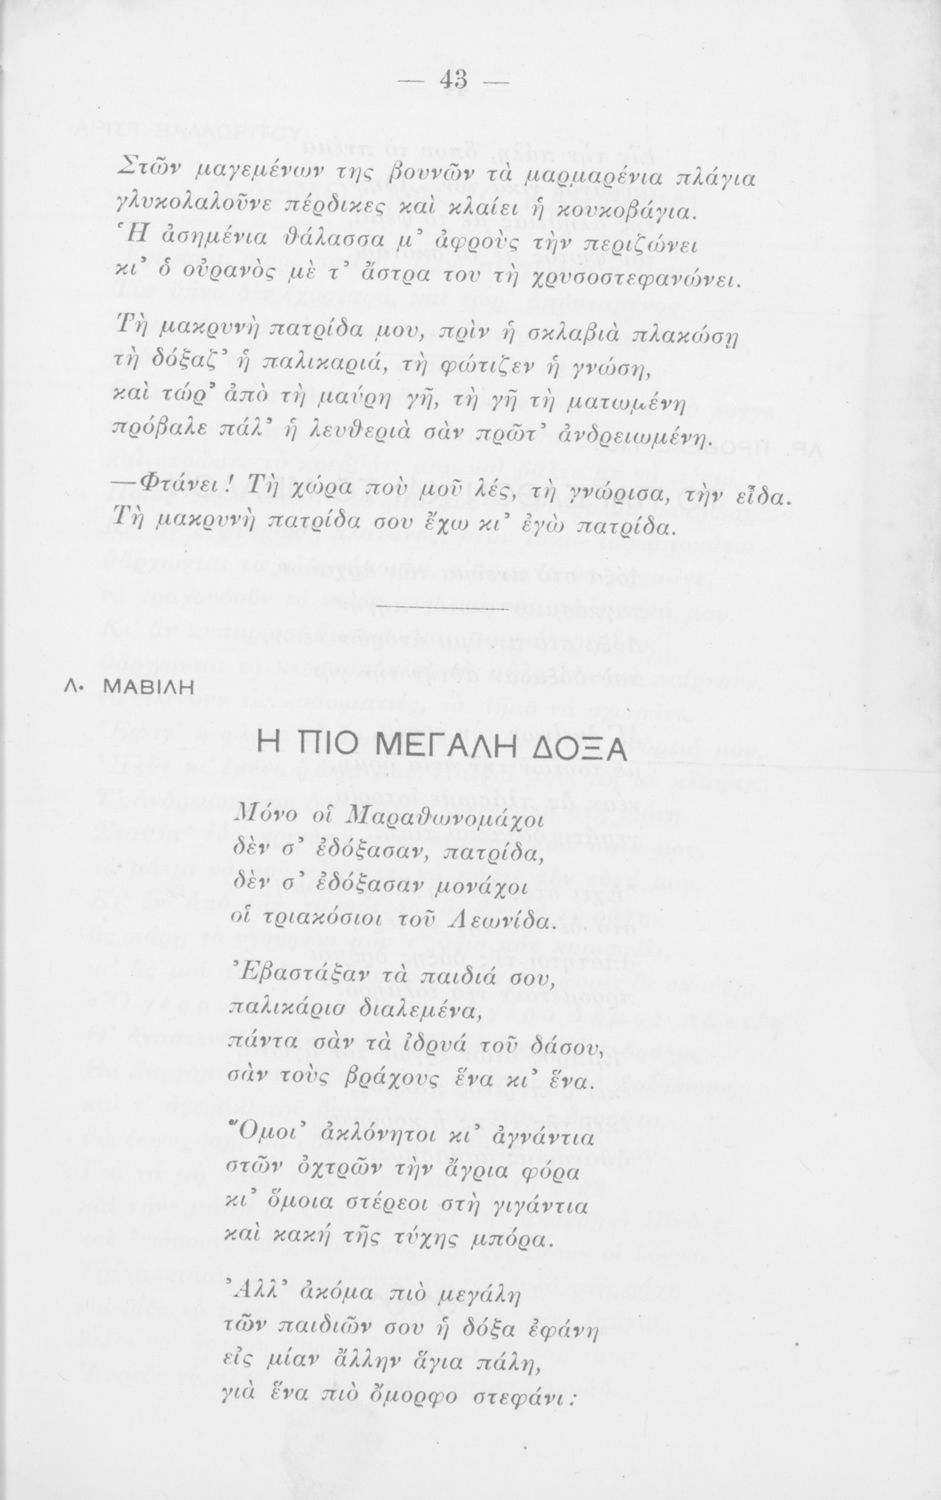 — 43 —
Στῶν μαγεμένων της βουνῶν τὰ μαρμαρένια πλάγια
γλυκολαλοῦνε πέρδικες καὶ κλαίει ἡ κουκοβάγια.
Ἡ ἀσημένια θάλασσα μ' ἀφροὺς τὴν περιζώνει
κι' ὁ οὐρανὸς μὲ τ' ἄστρα του τὴ χρυσοστεφανώνει.
Τὴ μακρυνὴ πατρίδα μου, πρὶν ἡ σκλαβιὰ πλακώσῃ
τὴ δόξαζ' ἡ παλικαριά, τὴ φώτιζεν ἡ γνώση,
καὶ τώρ' ἀπὸ τὴ μαύρη γῆ, τὴ γῆ τὴ ματωμένη
πρόβαλε πάλ' ἡ λευθεριὰ σὰν πρῶτ' ἀνδρειωμένη.
—Φτάνει! Τὴ χώρα ποὺ μοῦ λές, τὴ γνώρισα, τὴν εἶδα.
Τὴ μακρυνὴ πατρίδα σου ἔχω κι' ἐγὼ πατρίδα.
Λ. ΜΑΒΙΛΗ
Η ΠΙΟ ΜΕΓΑΛΗ ΔΟΞΑ
Μόνο οἱ Μαραθωνομάχοι
δὲν σ' ἐδόξασαν, πατρίδα,
δὲν σ' ἐδόξασαν μονάχοι
οἱ τριακόσιοι τοῦ Λεωνίδα.
Ἐβαστάξαν τὰ παιδιά σου,
παλικάρια διαλεμένα,
πάντα σὰν τὰ ἰδρυά τοῦ δάσου,
σὰν τοὺς βράχους ἕνα κι' ἕνα.
Ὅμοι' ἀκλόνητοι κι' ἀγνάντια
στῶν ὀχτρῶν τὴν ἄγρια φόρα
κι' ὅμοια στέρεοι στὴ γιγάντια
καὶ κακή τῆς τύχης μπόρα.
Ἀλλ' ἀκόμα πιὸ μεγάλη
τῶν παιδιῶν σου ἡ δόξα ἐφάνη
εἰς μίαν ἄλλην ἅγια πάλη,
γιὰ ἕνα πιὸ ὄμορφο στεφάνι: